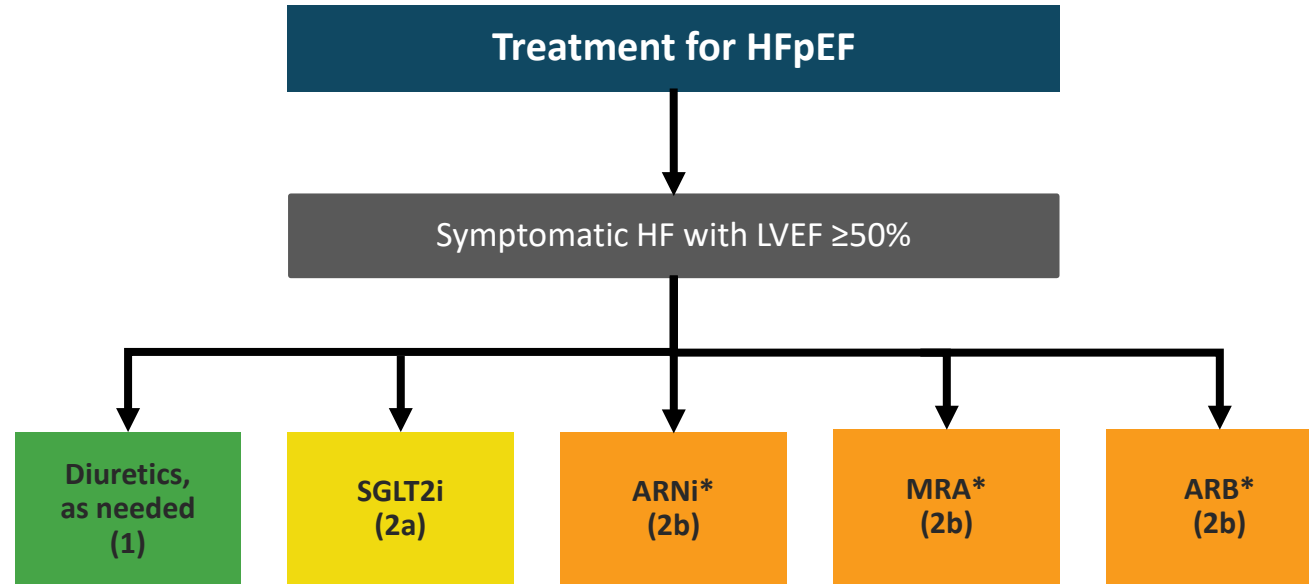 Treatment for HFpEF
Symptomatic HF with LVEF ≥50%
Diuretics,
as needed
(1)
SGLT2i
(2a)
ARNi*
(2b)
MRA*
(2b)
ARB*
(2b)